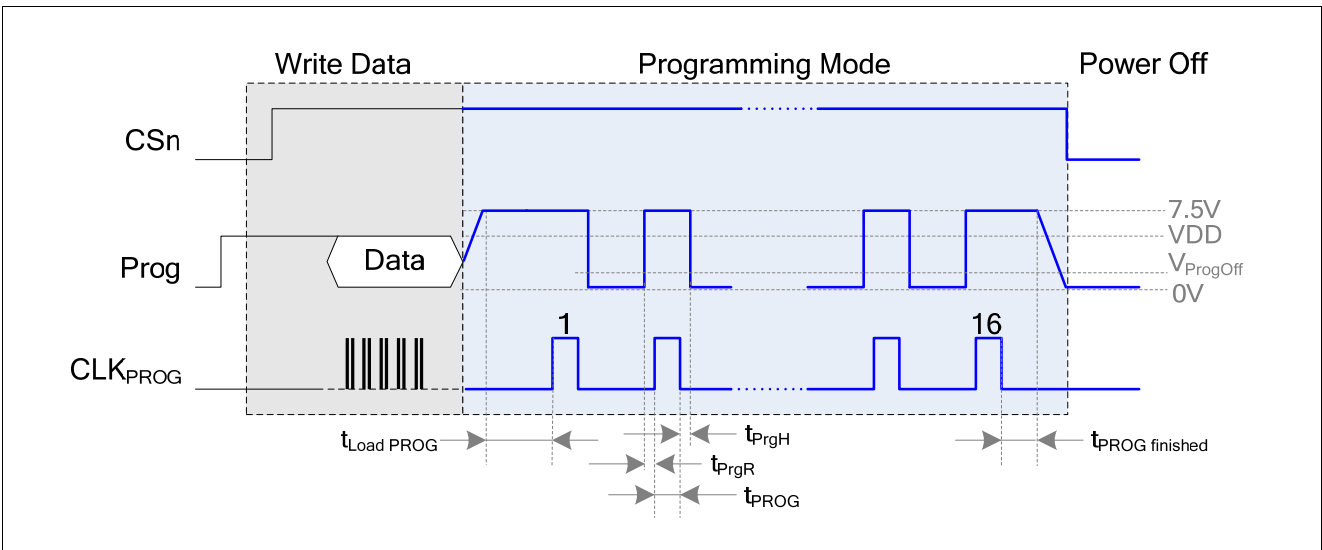 Write Data Programming Mode Power Off
CSn
7.5V
VDD
Prog Data VProgOff
0V
1 16
CLKPROG
tLoad PROG tPrgH tPROG finished
tPrgR
tPROG